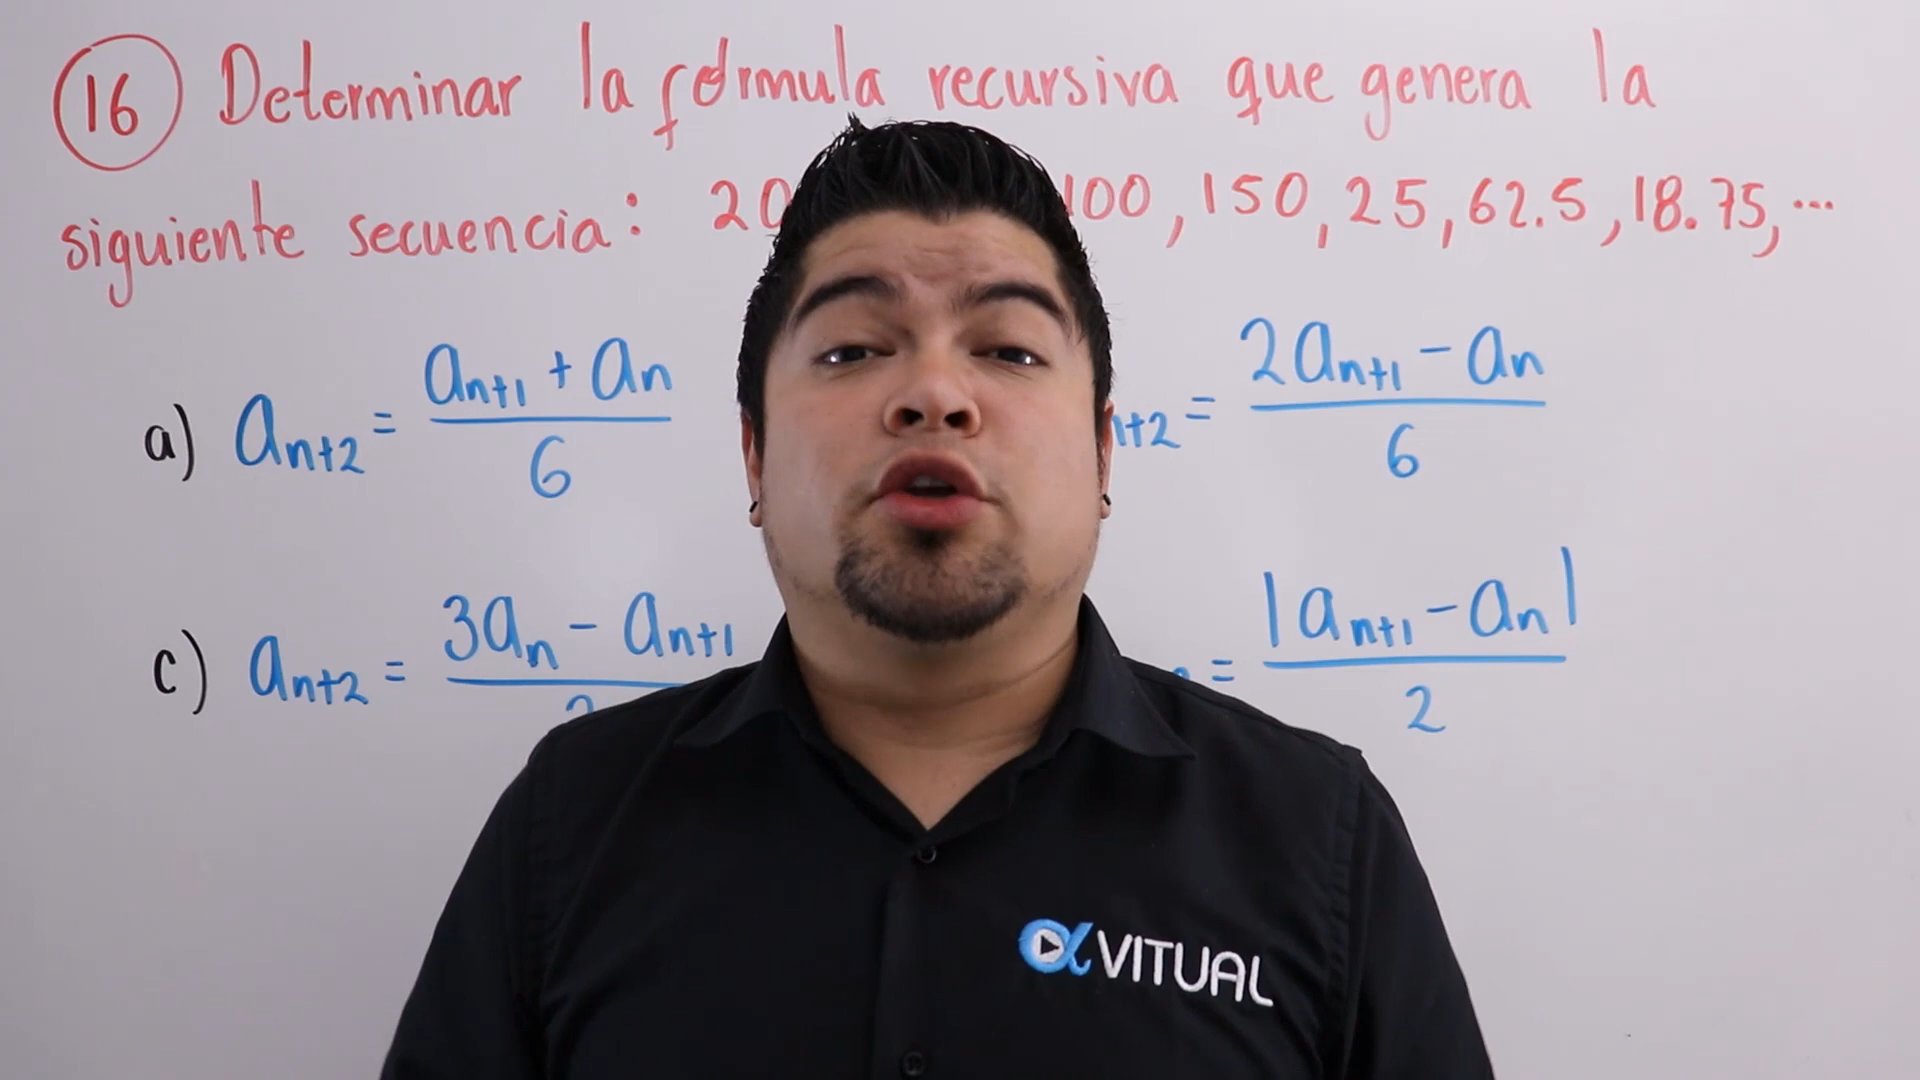 16 Determinar la fórmula recursiva que genera la
siguiente secuencia: 20 100, 150, 25, 62.5, 18.75, ...
a) aₙ₊₂ = (aₙ₊₁ + aₙ)/6
n+2 = (2aₙ₊₁ - aₙ)/6
c) aₙ₊₂ = 3aₙ - aₙ₊₁
= |aₙ₊₁ - aₙ|/2
VITUAL